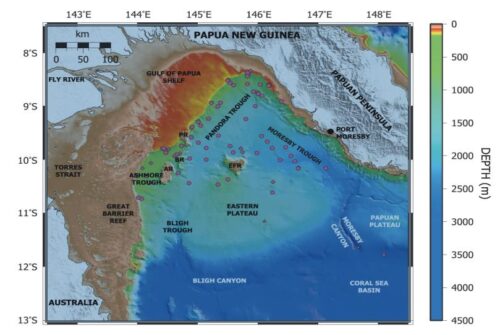 143°E 144°E 145°E 146°E 147°E 148°E
0
500
1000
1500
2000
2500
3000
3500
4000
4500
DEPTH (m)
8°S
9°S
10°S
11°S
12°S
13°S
km
0 50 100
PAPUA NEW GUINEA
FLY RIVER
GULF OF PAPUA
SHELF
PAPUAN PENINSULA
PORT
MORESBY
PANDORA TROUGH
MORESBY TROUGH
PR
BR
AR
EFR
TORRES
STRAIT
ASHMORE
TROUGH
GREAT
BARRIER
REEF
BLIGH
TROUGH
EASTERN
PLATEAU
MORESBY
CANYON
PAPUAN
PLATEAU
BLIGH CANYON
CORAL SEA
BASIN
AUSTRALIA